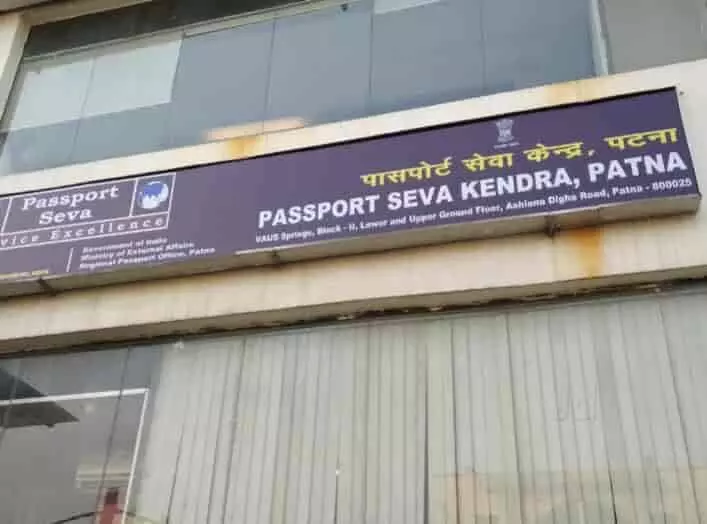 Passport
Seva
vice Excellence
Government of India
Ministry of External Affairs
Regional Passport Office, Patna
पासपोर्ट सेवा केन्द्र, पटना
PASSPORT SEVA KENDRA, PATNA
VAUS Springs, Block - II, Lower and Upper Ground Floor, Ashiana Digha Road, Patna - 800025